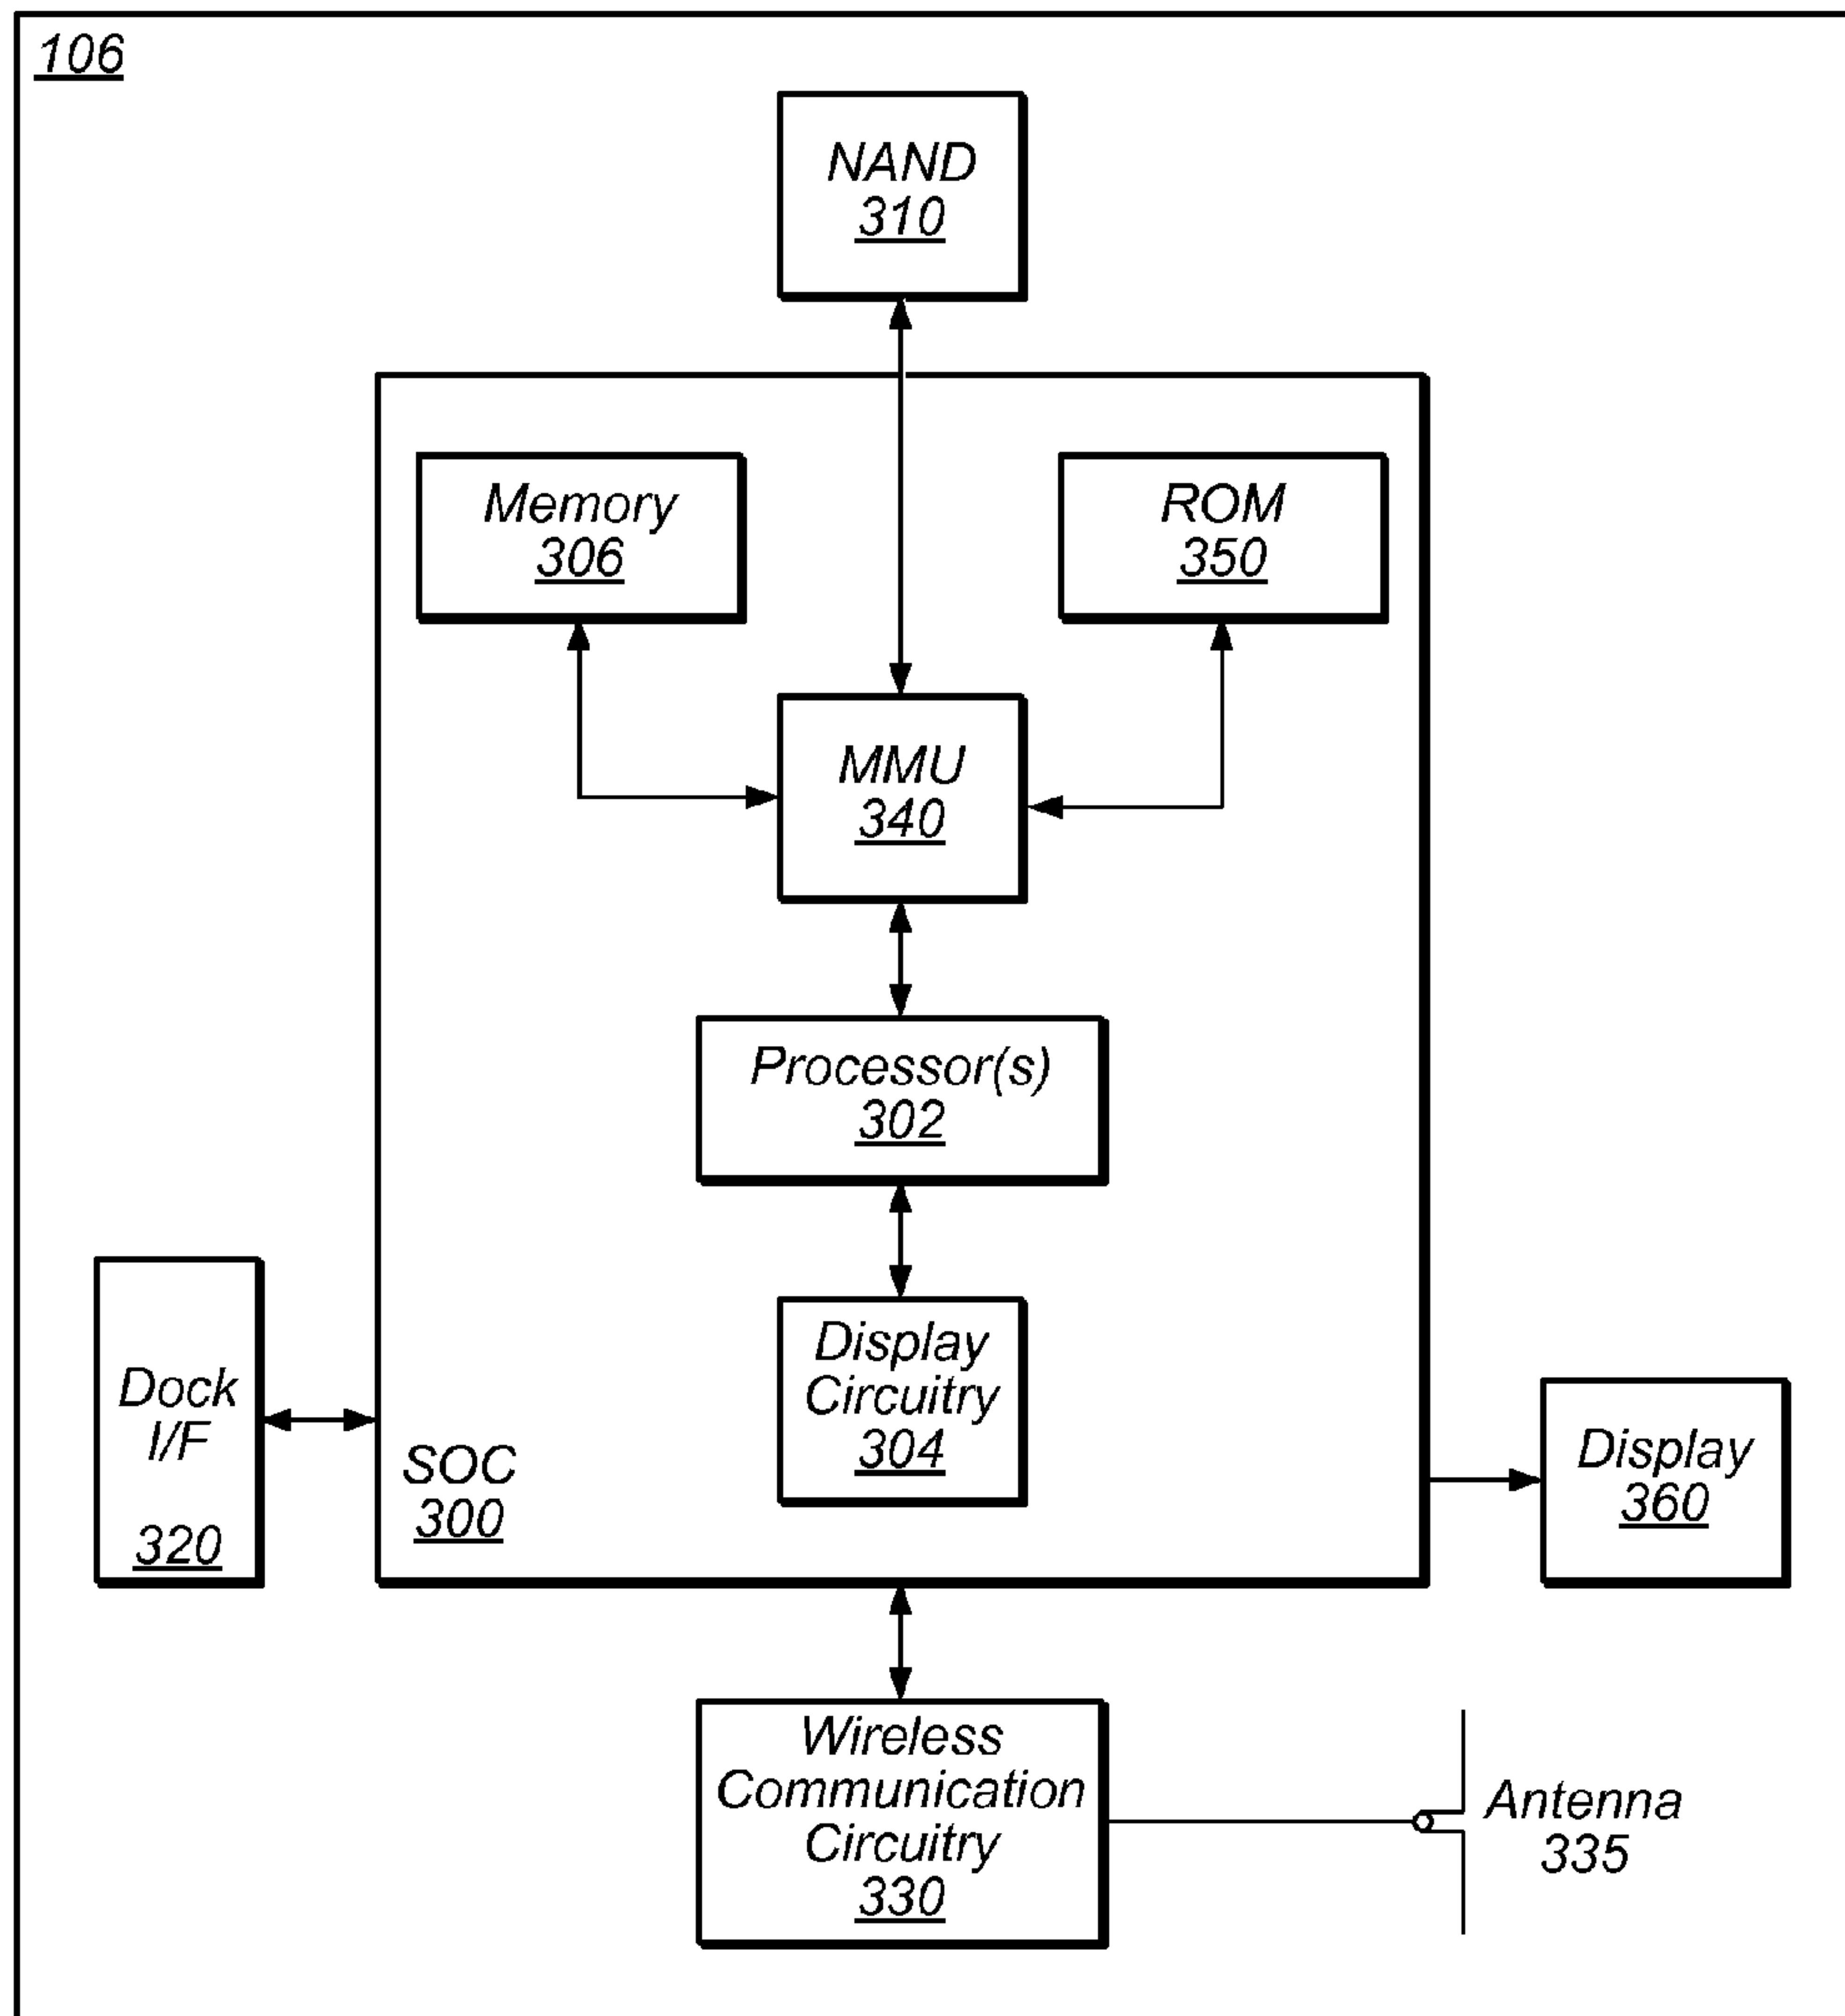 106
NAND
310
Memory
306
ROM
350
MMU
340
Processor(s)
302
Display
Circuitry
304
Dock
I/F
320
SOC
300
Display
360
Wireless
Communication
Circuitry
330
Antenna
335